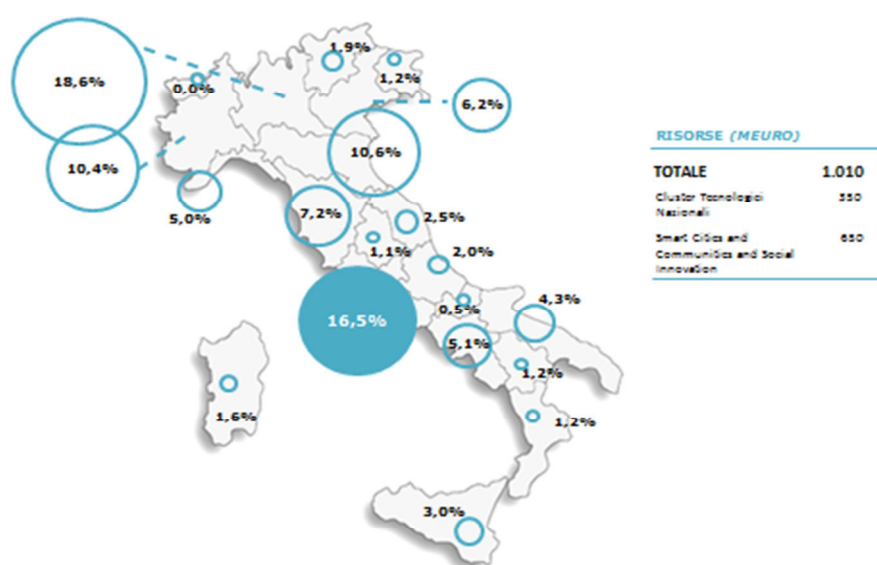 1,9%
18,6%
0,0%
1,2%
6,2%
10,6%
10,4%
5,0%
7,2%
2,5%
1,1%
2,0%
16,5%
0,5%
4,3%
5,1%
1,2%
1,6%
1,2%
3,0%
RISORSE (MEURO)
TOTALE 1.010
Cluster Tecnologici
Nazionali
Smart Cities and
Communities and Social
Innovation